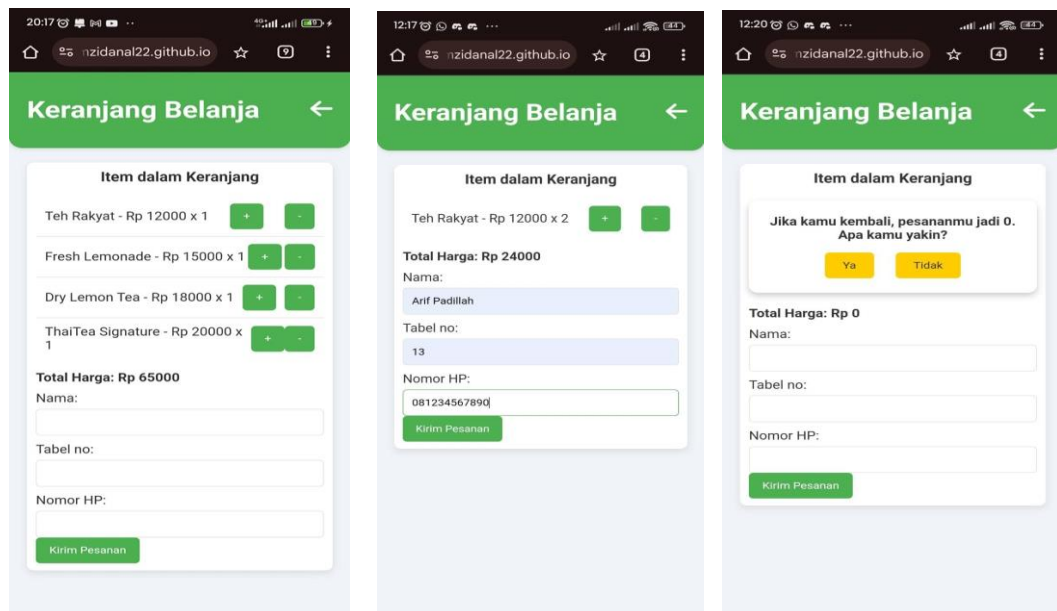 20:17
nzidanal22.github.io
9
Keranjang Belanja
Item dalam Keranjang
Teh Rakyat - Rp 12000 x 1 + -
Fresh Lemonade - Rp 15000 x 1 + -
Dry Lemon Tea - Rp 18000 x 1 + -
ThaiTea Signature - Rp 20000 x
1 + -
Total Harga: Rp 65000
Nama:
Tabel no:
Nomor HP:
Kirim Pesanan
12:17
44
nzidanal22.github.io
4
Keranjang Belanja
Item dalam Keranjang
Teh Rakyat - Rp 12000 x 2 + -
Total Harga: Rp 24000
Nama:
Arif Padillah
Tabel no:
13
Nomor HP:
081234567890
Kirim Pesanan
12:20
44
nzidanal22.github.io
4
Keranjang Belanja
Item dalam Keranjang
Jika kamu kembali, pesananmu jadi 0.
Apa kamu yakin?
Ya Tidak
Total Harga: Rp 0
Nama:
Tabel no:
Nomor HP:
Kirim Pesanan